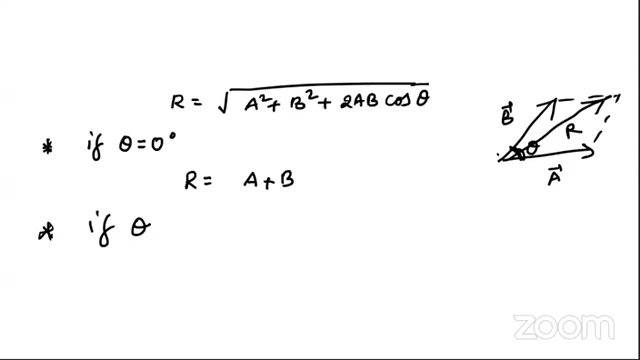 R = √A² + B² + 2AB cos θ
* if θ = 0°
R = A + B
* if θ
B⃗
R
θ
A⃗
zoom